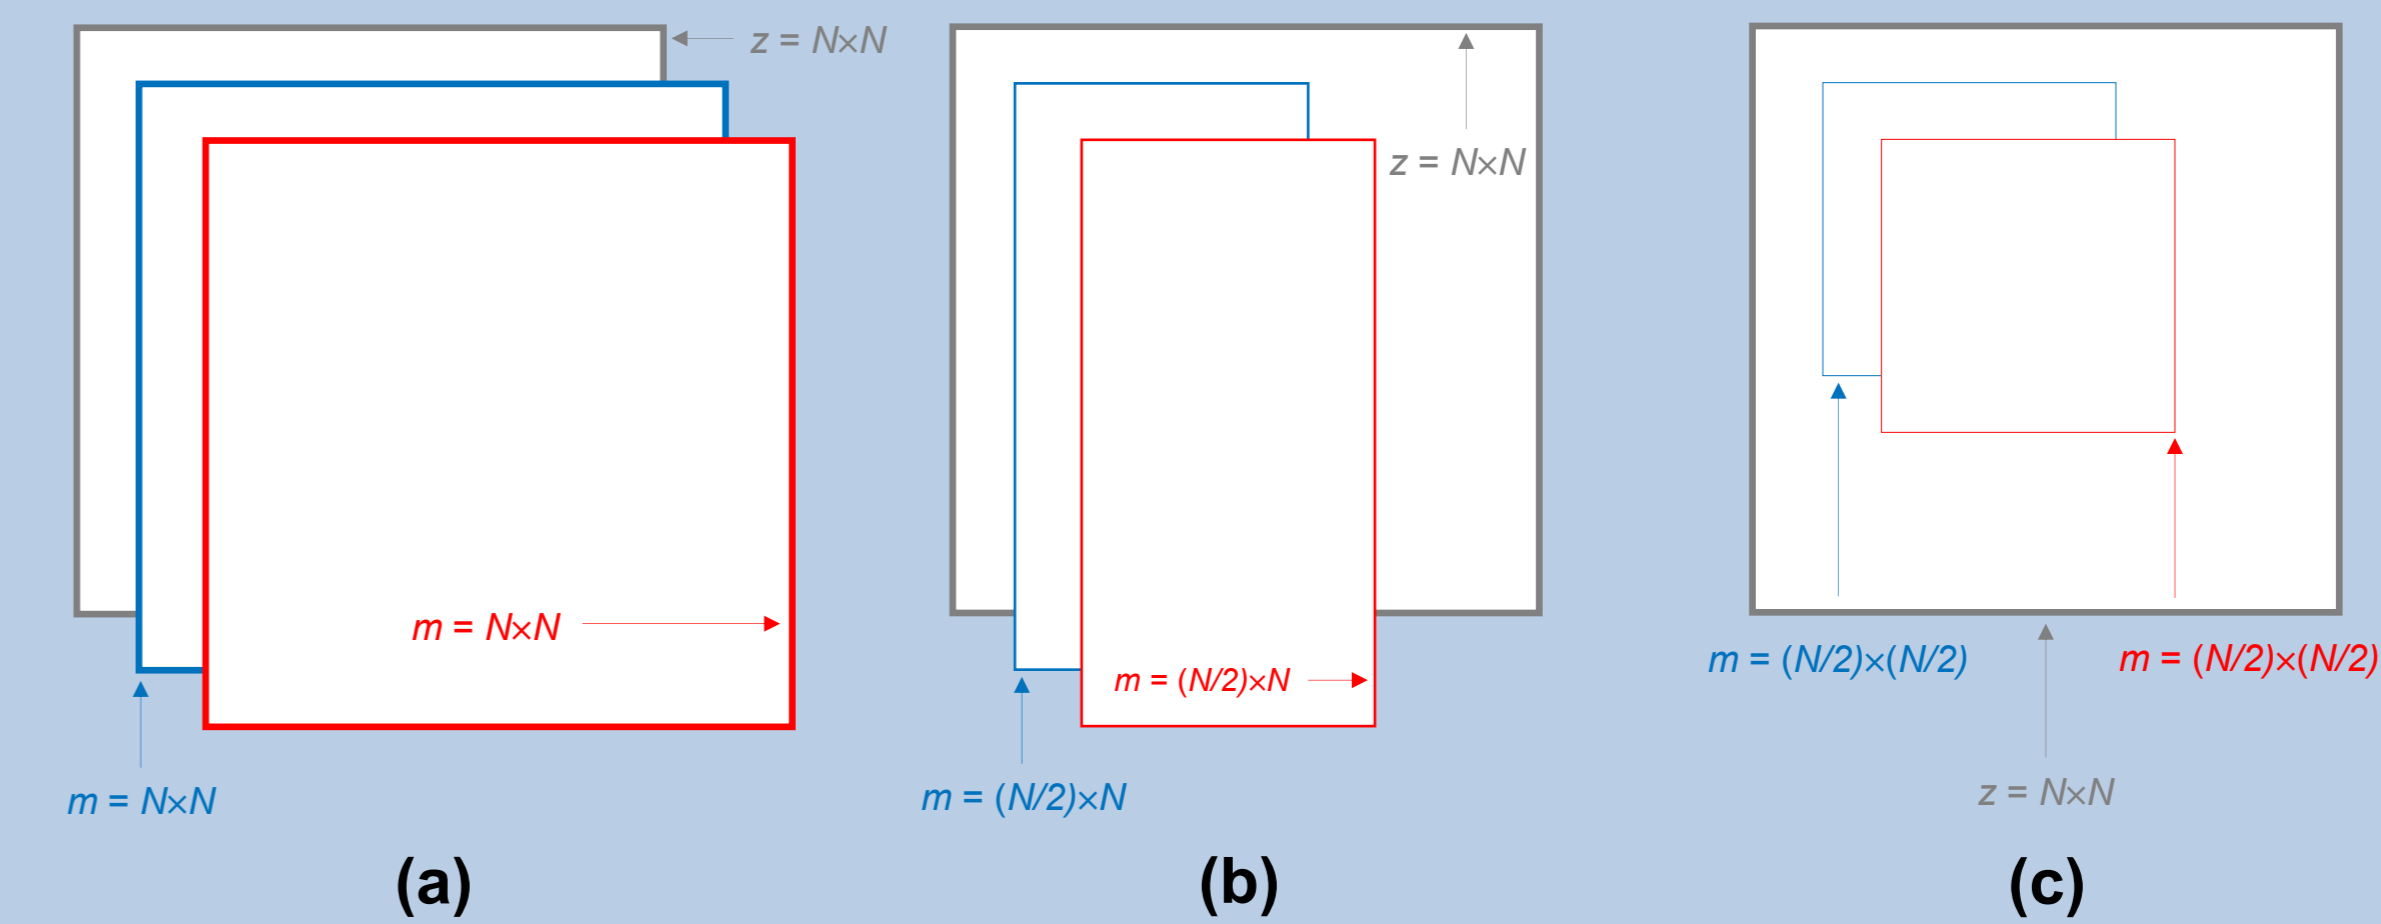 z = N×N
m = N×N
m = N×N
(a)
z = N×N
m = (N/2)×N
m = (N/2)×N
(b)
m = (N/2)×(N/2)
m = (N/2)×(N/2)
z = N×N
(c)